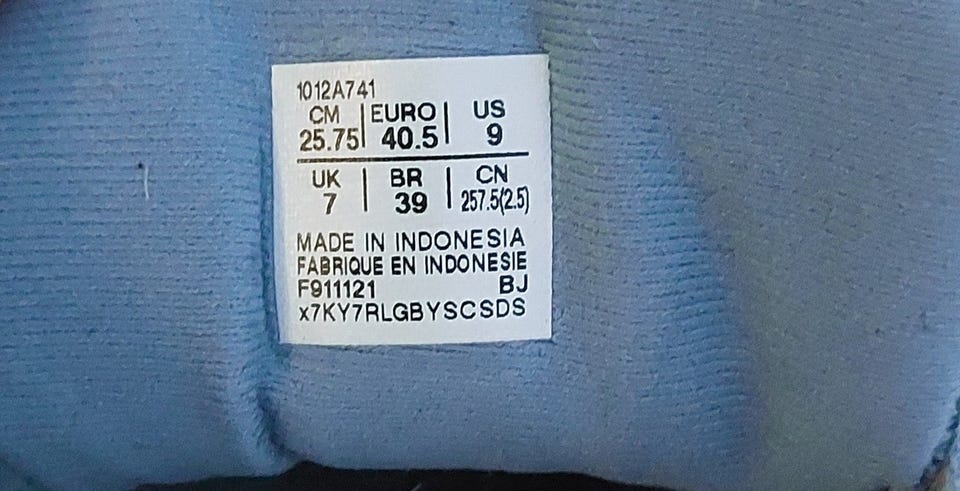 1012A741
CM | EURO | US
25.75 | 40.5 | 9
UK | BR | CN
7 | 39 | 257.5(2.5)
MADE IN INDONESIA
FABRIQUE EN INDONESIE
F911121 BJ
x7KY7RLGBYSCSDS